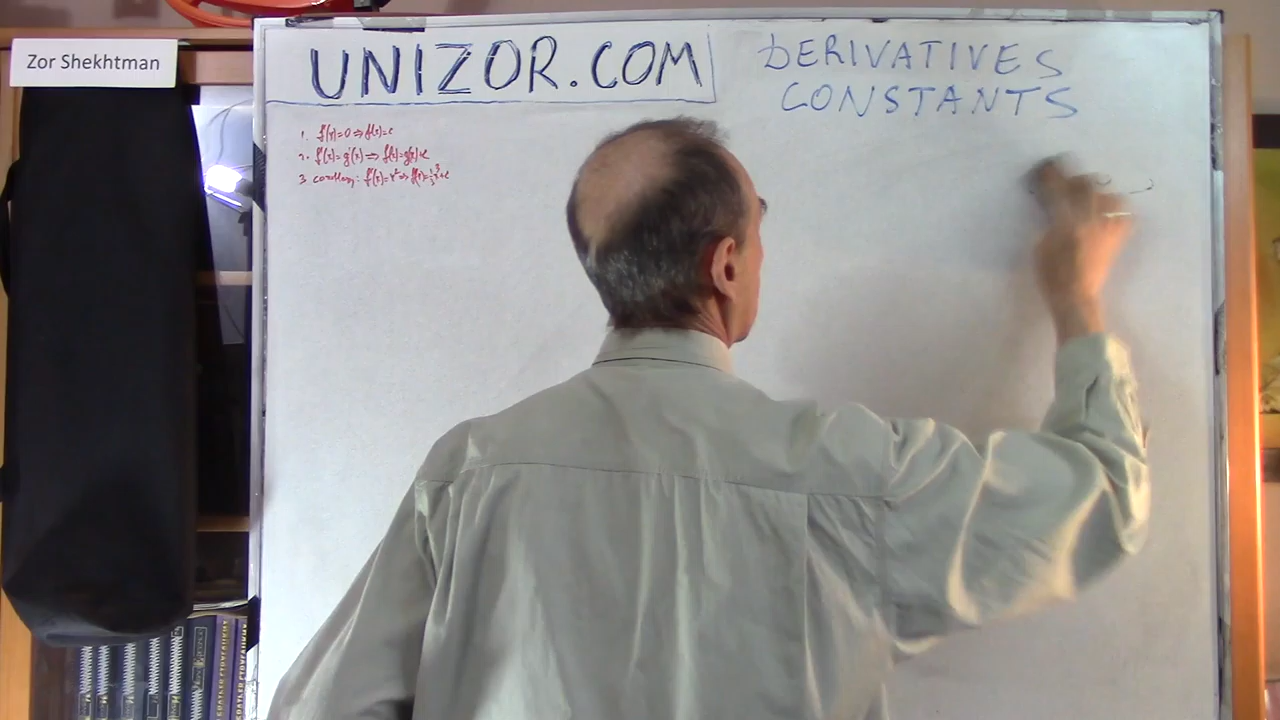 Zor Shekhtman
UNIZOR.COM
DERIVATIVES
CONSTANTS
1. f'(x)=0 ⇒ f(x)=c
2. f'(x)=g'(x) ⇒ f(x)=g(x)+c
3 corollary: f'(x)=x² ⇒ f(x)=⅓x³+c